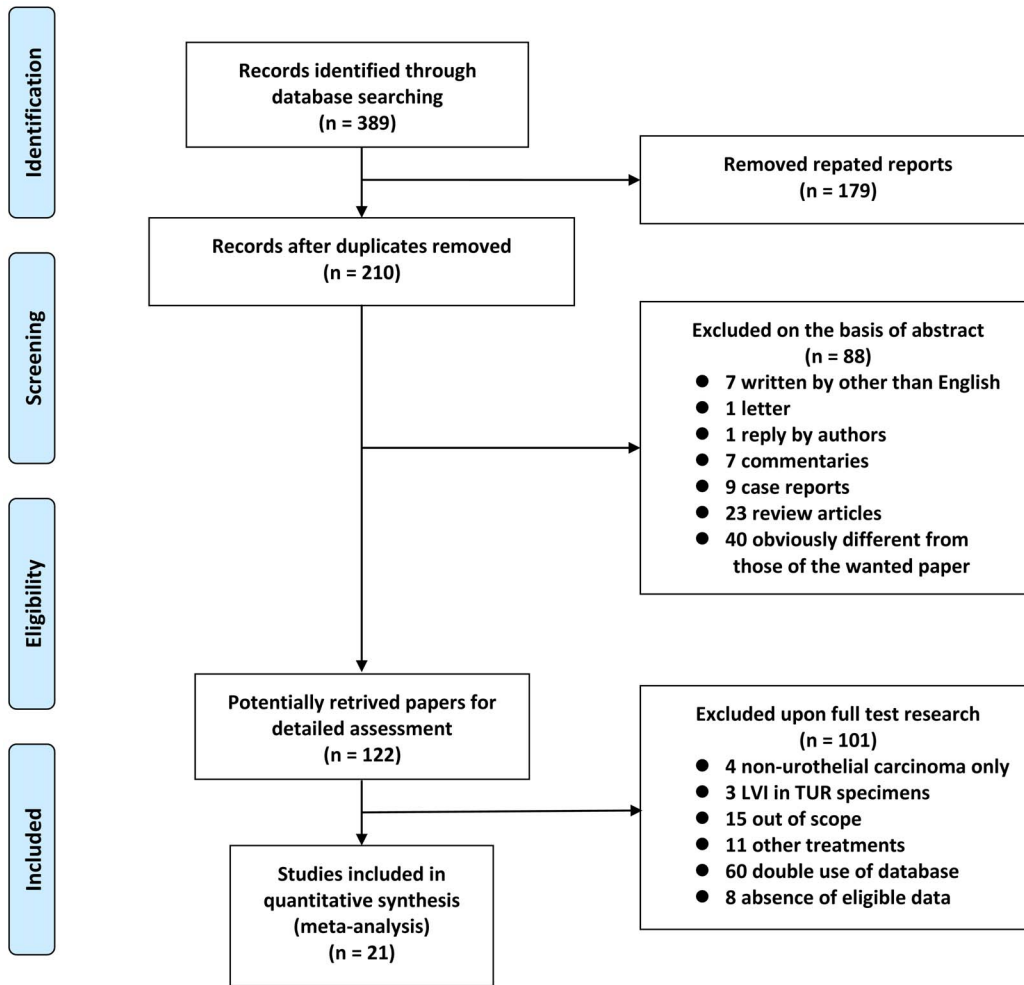 Identification
Records identified through
database searching
(n = 389)
Removed repated reports
(n = 179)
Records after duplicates removed
(n = 210)
Screening
Excluded on the basis of abstract
(n = 88)
● 7 written by other than English
● 1 letter
● 1 reply by authors
● 7 commentaries
● 9 case reports
● 23 review articles
● 40 obviously different from
those of the wanted paper
Eligibility
Potentially retrived papers for
detailed assessment
(n = 122)
Excluded upon full test research
(n = 101)
● 4 non-urothelial carcinoma only
● 3 LVI in TUR specimens
● 15 out of scope
● 11 other treatments
● 60 double use of database
● 8 absence of eligible data
Included
Studies included in
quantitative synthesis
(meta-analysis)
(n = 21)